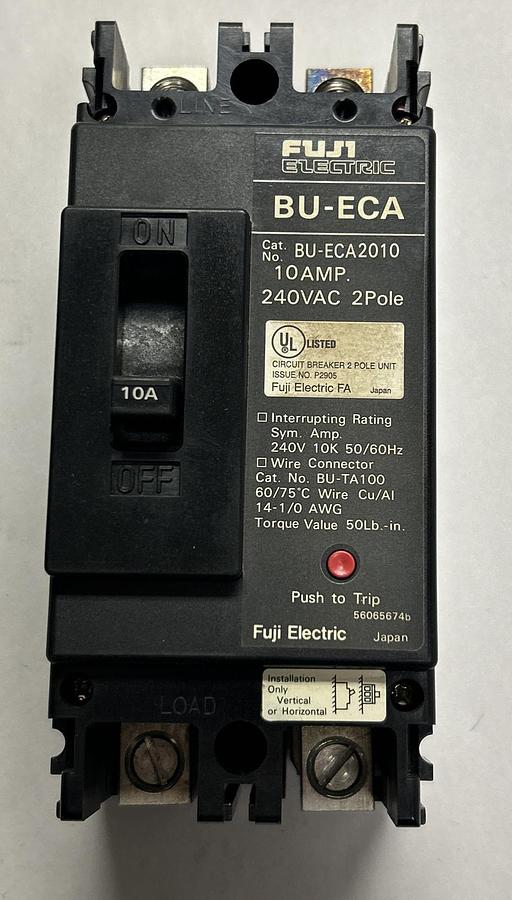 LINE
FUJI
ELECTRIC
BU-ECA
Cat. No. BU-ECA2010
10AMP.
240VAC 2Pole
UL LISTED
CIRCUIT BREAKER 2 POLE UNIT
ISSUE NO. P2905
Fuji Electric FA Japan
ON
10A
OFF
□ Interrupting Rating
Sym. Amp.
240V 10K 50/60Hz
□ Wire Connector
Cat. No. BU-TA100
60/75°C Wire Cu/Al
14-1/0 AWG
Torque Value 50Lb.-in.
Push to Trip
56065674b
Fuji Electric Japan
Installation
Only
Vertical
or Horizontal
LOAD